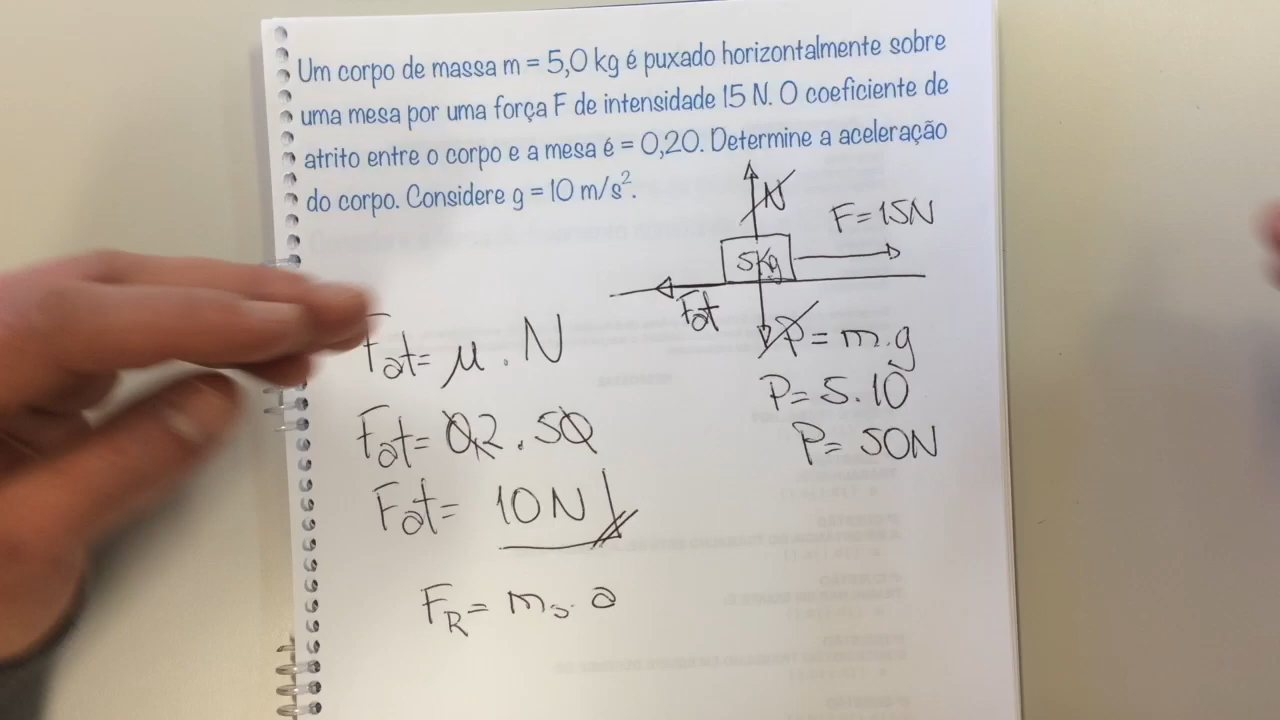 Um corpo de massa m = 5,0 kg é puxado horizontalmente sobre
uma mesa por uma força F de intensidade 15 N. O coeficiente de
atrito entre o corpo e a mesa é = 0,20. Determine a aceleração
do corpo. Considere g = 10 m/s².
N
F=15N
5Kg
Fat
P=m.g
P=5.10
P=50N
Fat=μ.N
Fat=0,2.50
Fat= 10N
FR= m.a